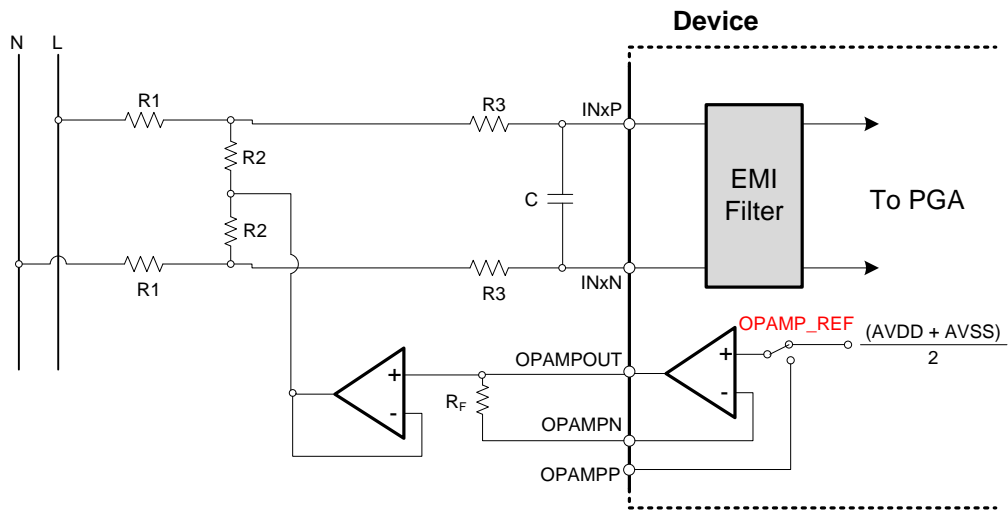 Device
N
L
R1
R3
INxP
R2
C
EMI
Filter
To PGA
R2
R1
R3
INxN
OPAMP_REF
(AVDD + AVSS)
2
OPAMPOUT
+
+
-
-
RF
OPAMPN
OPAMPP